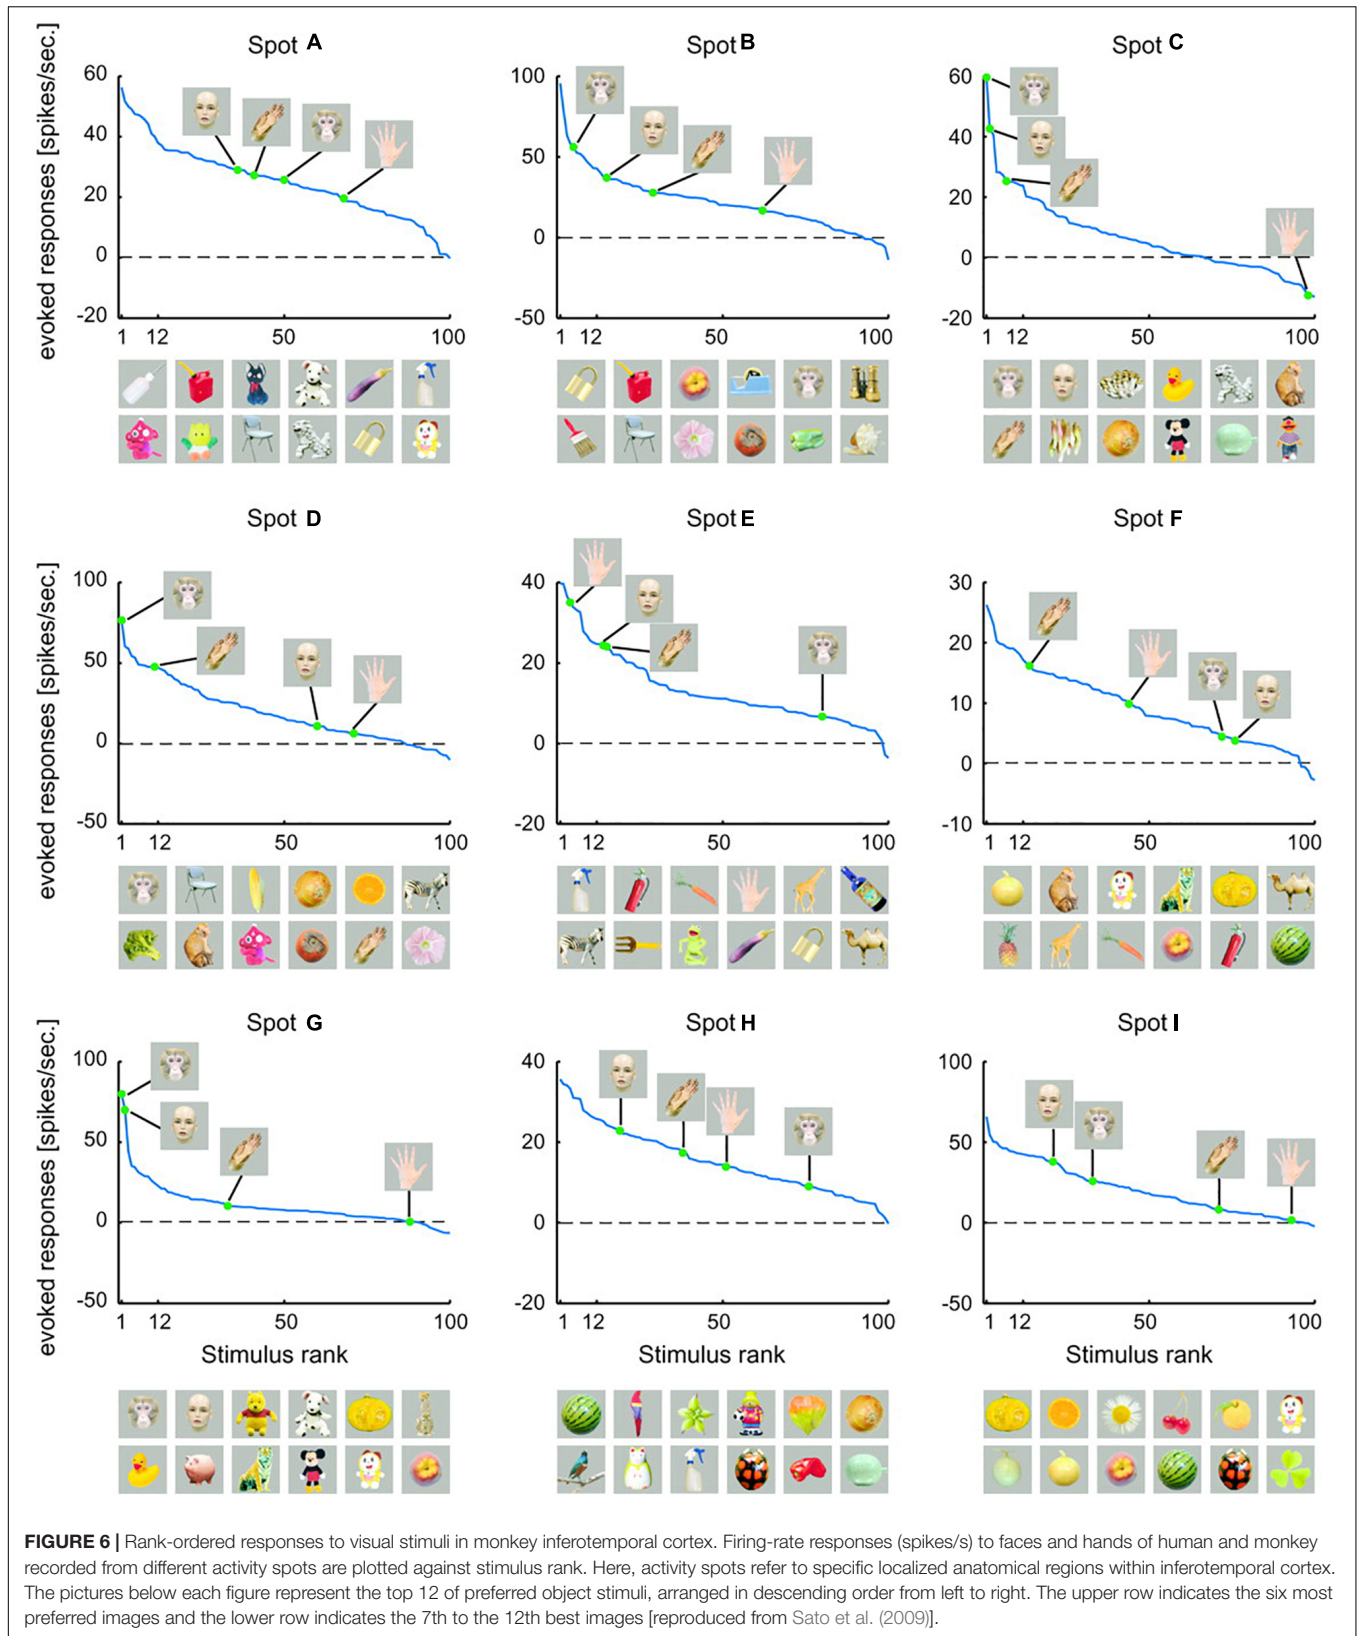 Spot A
Spot B
Spot C
evoked responses [spikes/sec.]
60
40
20
0
-20
1 12 50 100
100
50
0
-50
1 12 50 100
60
40
20
0
-20
1 12 50 100
Spot D
Spot E
Spot F
evoked responses [spikes/sec.]
100
50
0
-50
1 12 50 100
40
20
0
-20
1 12 50 100
30
20
10
0
-10
1 12 50 100
Spot G
Spot H
Spot I
evoked responses [spikes/sec.]
100
50
0
-50
1 12 50 100
Stimulus rank
40
20
0
-20
1 12 50 100
Stimulus rank
100
50
0
-50
1 12 50 100
Stimulus rank
FIGURE 6 | Rank-ordered responses to visual stimuli in monkey inferotemporal cortex. Firing-rate responses (spikes/s) to faces and hands of human and monkey
recorded from different activity spots are plotted against stimulus rank. Here, activity spots refer to specific localized anatomical regions within inferotemporal cortex.
The pictures below each figure represent the top 12 of preferred object stimuli, arranged in descending order from left to right. The upper row indicates the six most
preferred images and the lower row indicates the 7th to the 12th best images [reproduced from Sato et al. (2009)].